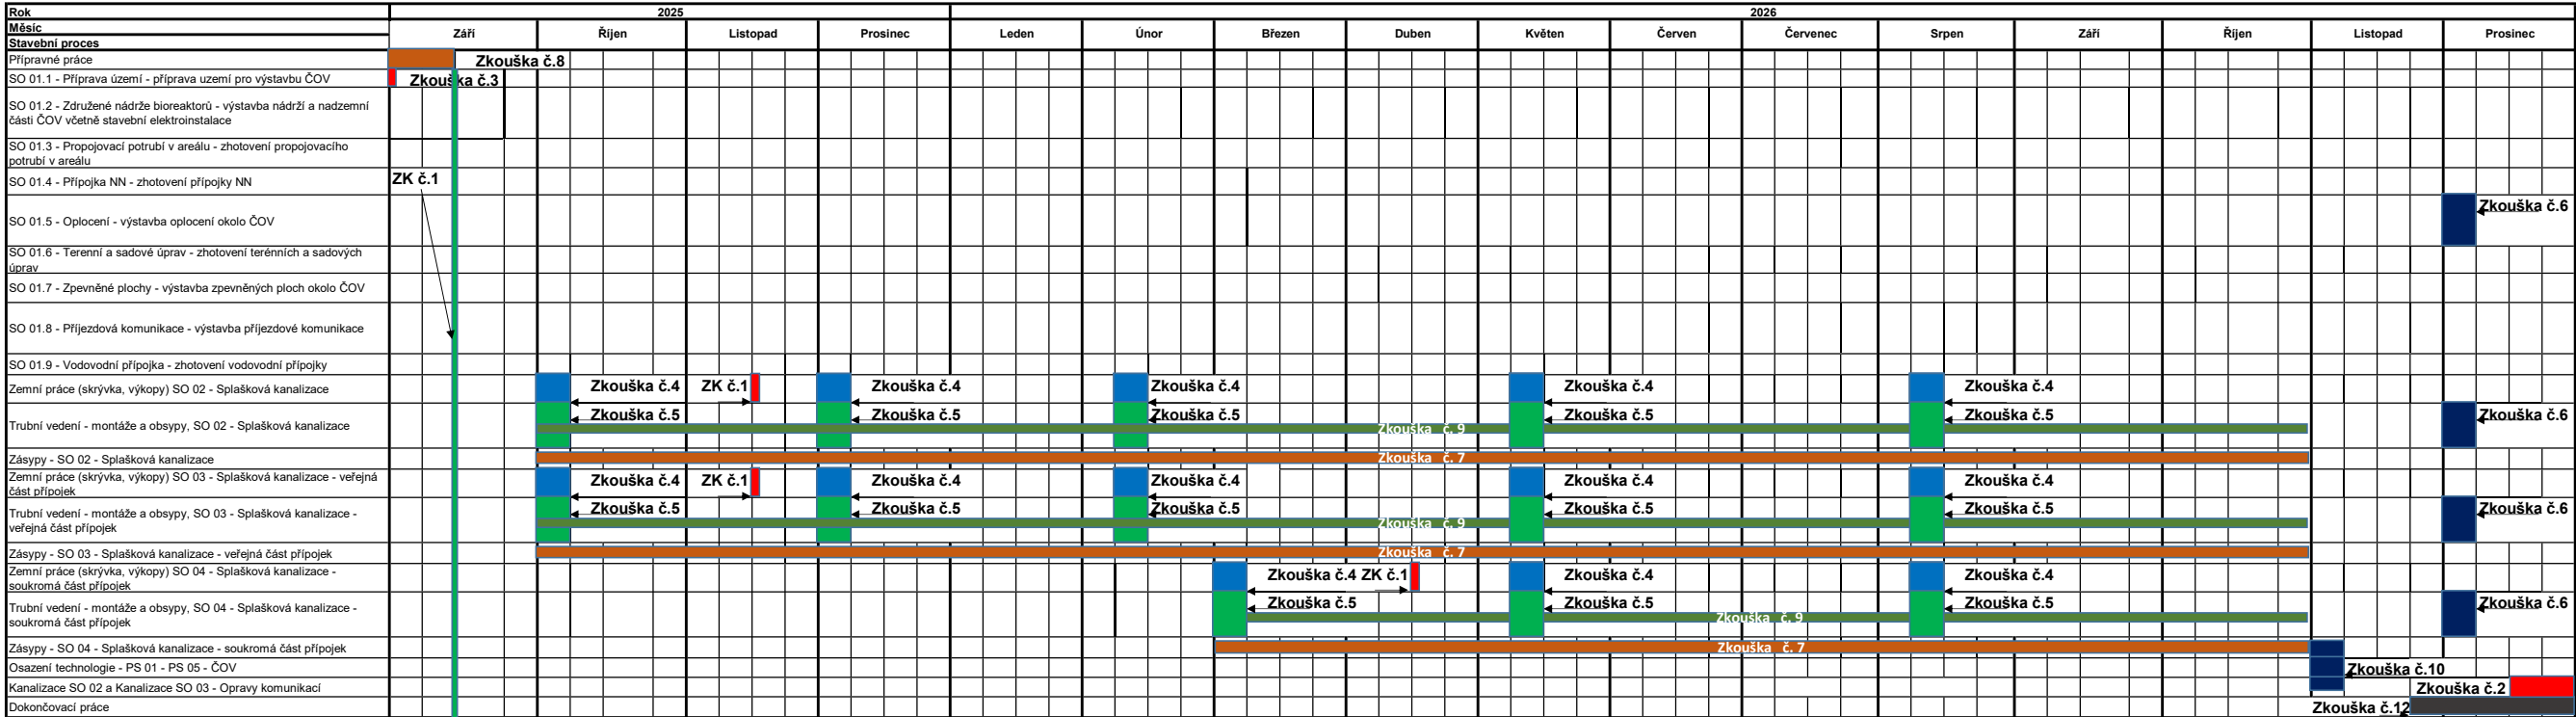 Rok 2025 2026
Měsíc Září Říjen Listopad Prosinec Leden Únor Březen Duben Květen Červen Červenec Srpen Září Říjen Listopad Prosinec
Stavební proces
Přípravné práce Zkouška č.8
SO 01.1 - Příprava území - příprava uzemí pro výstavbu ČOV Zkouška č.3
SO 01.2 - Združené nádrže bioreaktorů - výstavba nádrží a nadzemní
části ČOV včetně stavební elektroinstalace
SO 01.3 - Propojovací potrubí v areálu - zhotovení propojovacího
potrubí v areálu
SO 01.4 - Přípojka NN - zhotovení přípojky NN ZK č.1
SO 01.5 - Oplocení - výstavba oplocení okolo ČOV Zkouška č.6
SO 01.6 - Terenní a sadové úprav - zhotovení terénních a sadových
úprav
SO 01.7 - Zpevněné plochy - výstavba zpevněných ploch okolo ČOV
SO 01.8 - Příjezdová komunikace - výstavba příjezdové komunikace
SO 01.9 - Vodovodní přípojka - zhotovení vodovodní přípojky
Zemní práce (skrývka, výkopy) SO 02 - Splašková kanalizace Zkouška č.4 ZK č.1 Zkouška č.4 Zkouška č.4 Zkouška č.4 Zkouška č.4
Zkouška č.5 Zkouška č.5 Zkouška č.5 Zkouška č.5 Zkouška č.5 Zkouška č.6
Trubní vedení - montáže a obsypy, SO 02 - Splašková kanalizace Zkouška č. 9
Zásypy - SO 02 - Splašková kanalizace Zkouška č. 7
Zemní práce (skrývka, výkopy) SO 03 - Splašková kanalizace - veřejná
část přípojek Zkouška č.4 ZK č.1 Zkouška č.4 Zkouška č.4 Zkouška č.4 Zkouška č.4
Trubní vedení - montáže a obsypy, SO 03 - Splašková kanalizace -
veřejná část přípojek Zkouška č.5 Zkouška č.5 Zkouška č.5 Zkouška č.5 Zkouška č.5 Zkouška č.6
Zkouška č. 9
Zásypy - SO 03 - Splašková kanalizace - veřejná část přípojek Zkouška č. 7
Zemní práce (skrývka, výkopy) SO 04 - Splašková kanalizace -
soukromá část přípojek Zkouška č.4 ZK č.1 Zkouška č.4 Zkouška č.4
Trubní vedení - montáže a obsypy, SO 04 - Splašková kanalizace -
soukromá část přípojek Zkouška č.5 Zkouška č.5 Zkouška č.5 Zkouška č.6
Zkouška č. 9
Zásypy - SO 04 - Splašková kanalizace - soukromá část přípojek Zkouška č. 7
Osazení technologie - PS 01 - PS 05 - ČOV Zkouška č.10
Kanalizace SO 02 a Kanalizace SO 03 - Opravy komunikací Zkouška č.2
Dokončovací práce Zkouška č.12